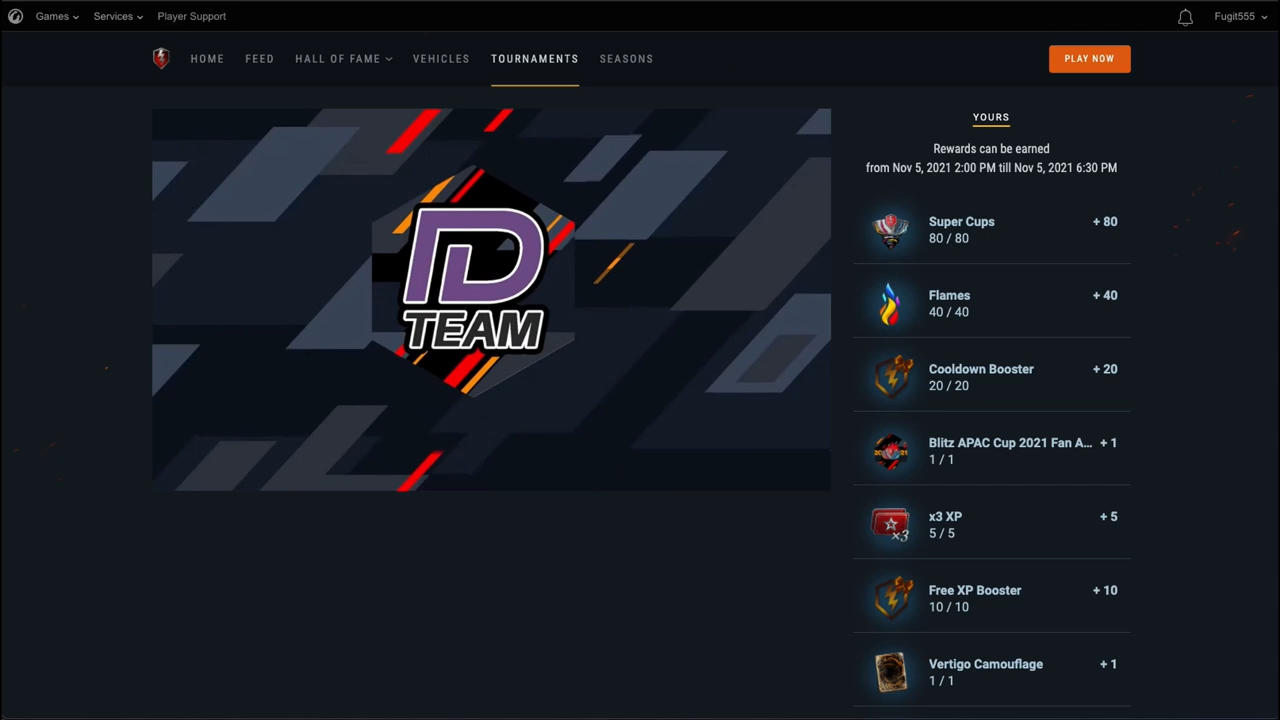 Games Services Player Support Fugit555
HOME FEED HALL OF FAME VEHICLES TOURNAMENTS SEASONS PLAY NOW
ID
TEAM
YOURS
Rewards can be earned
from Nov 5, 2021 2:00 PM till Nov 5, 2021 6:30 PM
Super Cups + 80
80 / 80
Flames + 40
40 / 40
Cooldown Booster + 20
20 / 20
Blitz APAC Cup 2021 Fan A... + 1
1 / 1
x3 XP + 5
5 / 5
x3
Free XP Booster + 10
10 / 10
Vertigo Camouflage + 1
1 / 1